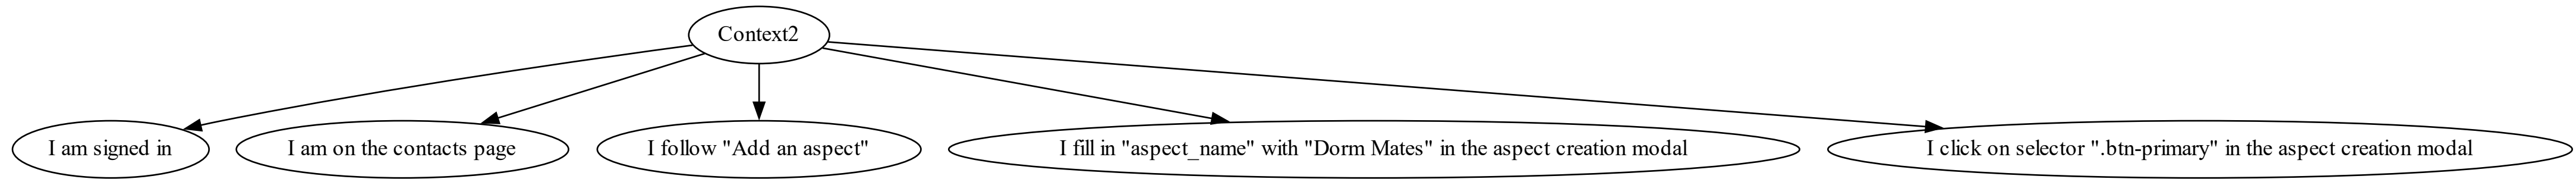 Context2
I am signed in
I am on the contacts page
I follow "Add an aspect"
I fill in "aspect_name" with "Dorm Mates" in the aspect creation modal
I click on selector ".btn-primary" in the aspect creation modal